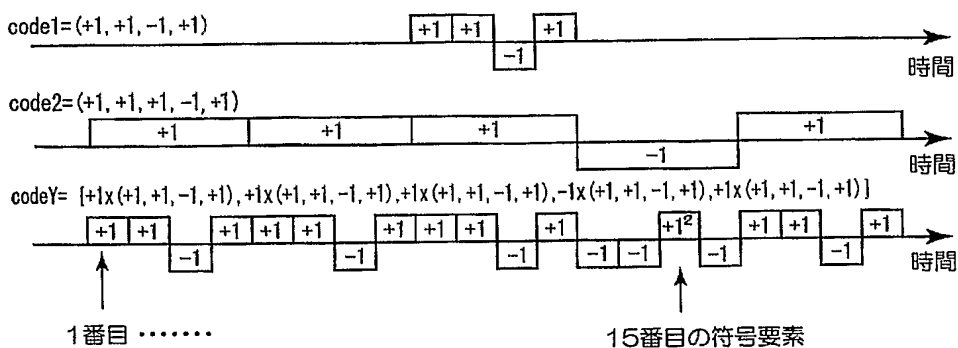 code1=(+1, +1, -1, +1)
+1 +1 -1 +1
時間
code2=(+1, +1, +1, -1, +1)
+1 +1 +1 -1 +1
時間
codeY= {+1x(+1, +1, -1, +1), +1x(+1, +1, -1, +1), +1x(+1, +1, -1, +1), -1x(+1, +1, -1, +1), +1x(+1, +1, -1, +1)}
+1 +1 -1 +1 +1 +1 -1 +1 +1 +1 -1 +1 -1 -1 +1² -1 +1 +1 -1 +1
時間
1番目 ‥‥‥‥ 15番目の符号要素